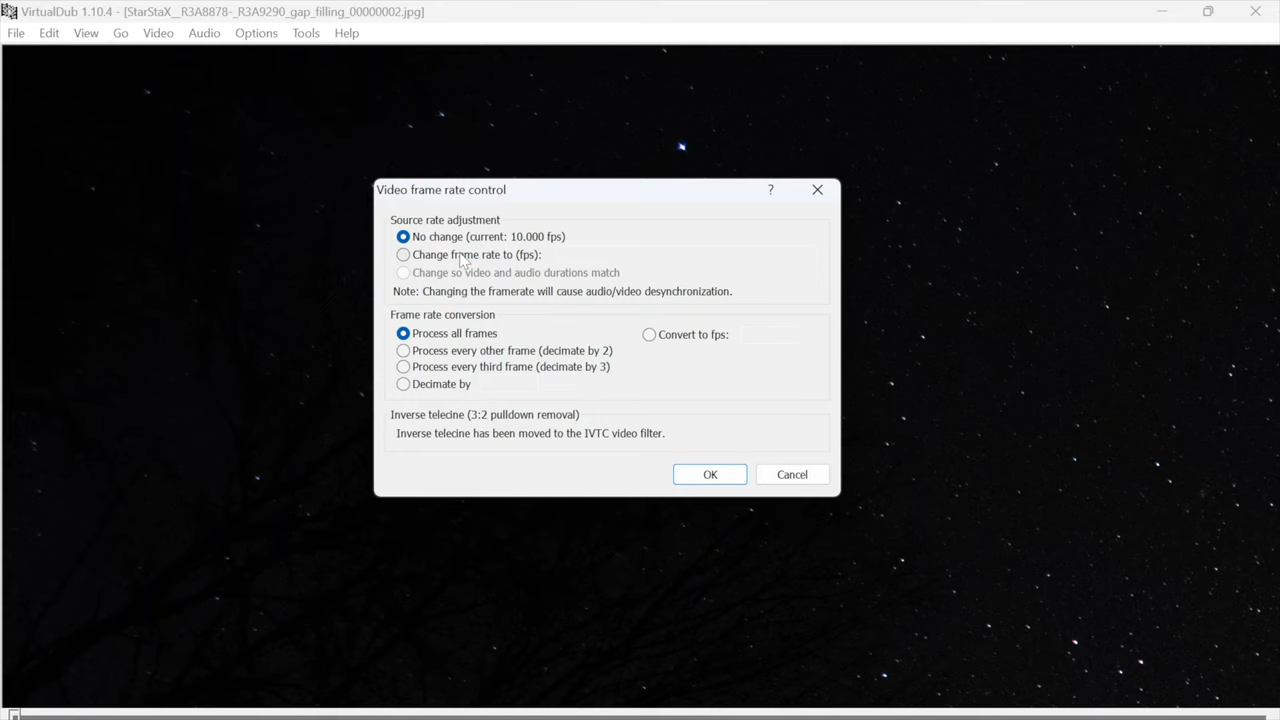 VirtualDub 1.10.4 - [StarStaX__R3A8878-_R3A9290_gap_filling_00000002.jpg]
File Edit View Go Video Audio Options Tools Help
Video frame rate control ?
Source rate adjustment
No change (current: 10.000 fps)
Change frame rate to (fps):
Change so video and audio durations match
Note: Changing the framerate will cause audio/video desynchronization.
Frame rate conversion
Process all frames
Convert to fps:
Process every other frame (decimate by 2)
Process every third frame (decimate by 3)
Decimate by
Inverse telecine (3:2 pulldown removal)
Inverse telecine has been moved to the IVTC video filter.
OK Cancel